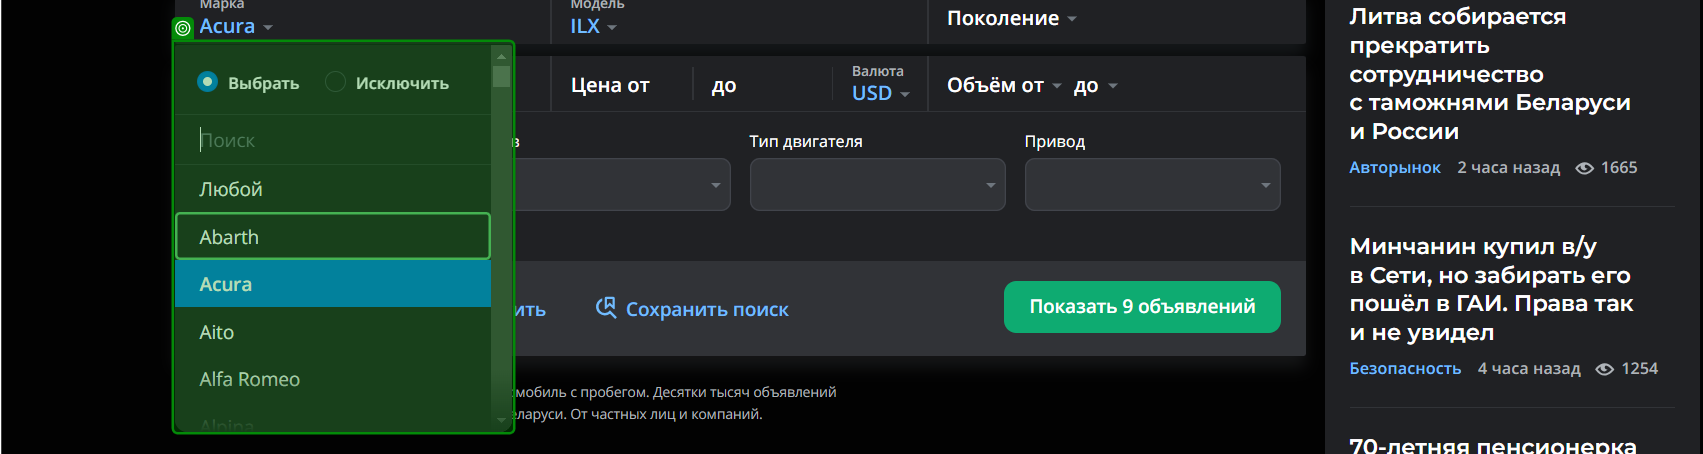 Марка
Acura
Модель
ILX
Поколение
Выбрать
Исключить
Поиск
Любой
Abarth
Acura
Aito
Alfa Romeo
Alpina
Цена от
до
Валюта
USD
Объём от
до
в
Тип двигателя
Привод
ить
Сохранить поиск
Показать 9 объявлений
омобиль с пробегом. Десятки тысяч объявлений
еларуси. От частных лиц и компаний.
Литва собирается
прекратить
сотрудничество
с таможнями Беларуси
и России
Авторынок 2 часа назад 1665
Минчанин купил в/у
в Сети, но забирать его
пошёл в ГАИ. Права так
и не увидел
Безопасность 4 часа назад 1254
70-летняя пенсионерка